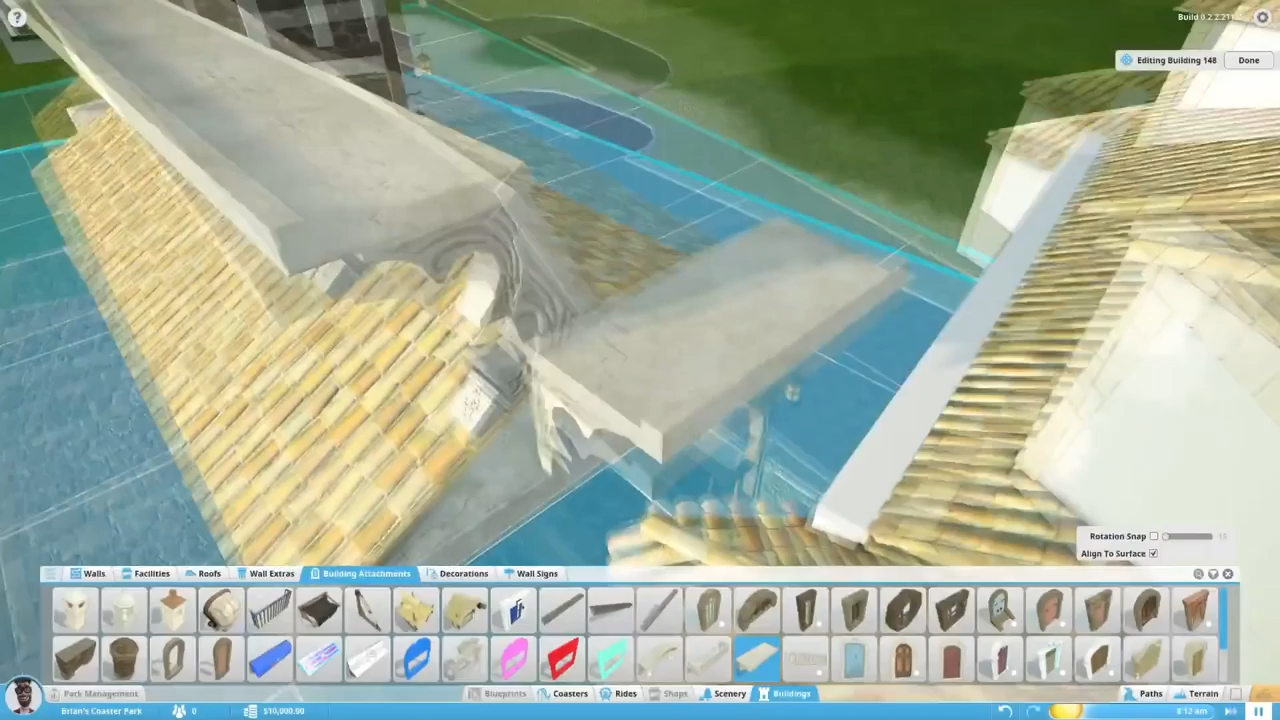 ?
Build 0.2.2.21
Editing Building 148
Done
Rotation Snap
Align To Surface
Walls
Facilities
Roofs
Wall Extras
Building Attachments
Decorations
Wall Signs
Park Management
Blueprints
Coasters
Rides
Shaps
Scenery
Buildings
Paths
Terrain
Brian's Coaster Park
0
$10,000.00
8:12 am